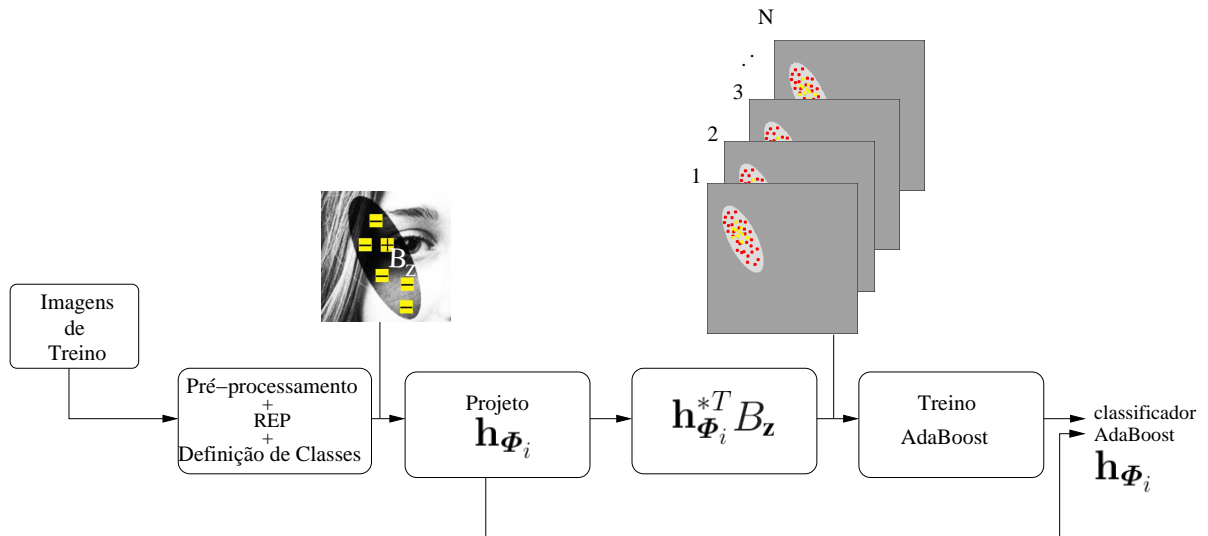 N
. . .
3
2
1
B_z
Imagens
de
Treino
Pré−processamento
+
REP
+
Definição de Classes
Projeto
𝐡_𝜱ᵢ
𝐡*ᵀ_𝜱ᵢ B_𝐳
Treino
AdaBoost
classificador
AdaBoost
𝐡_𝜱ᵢ